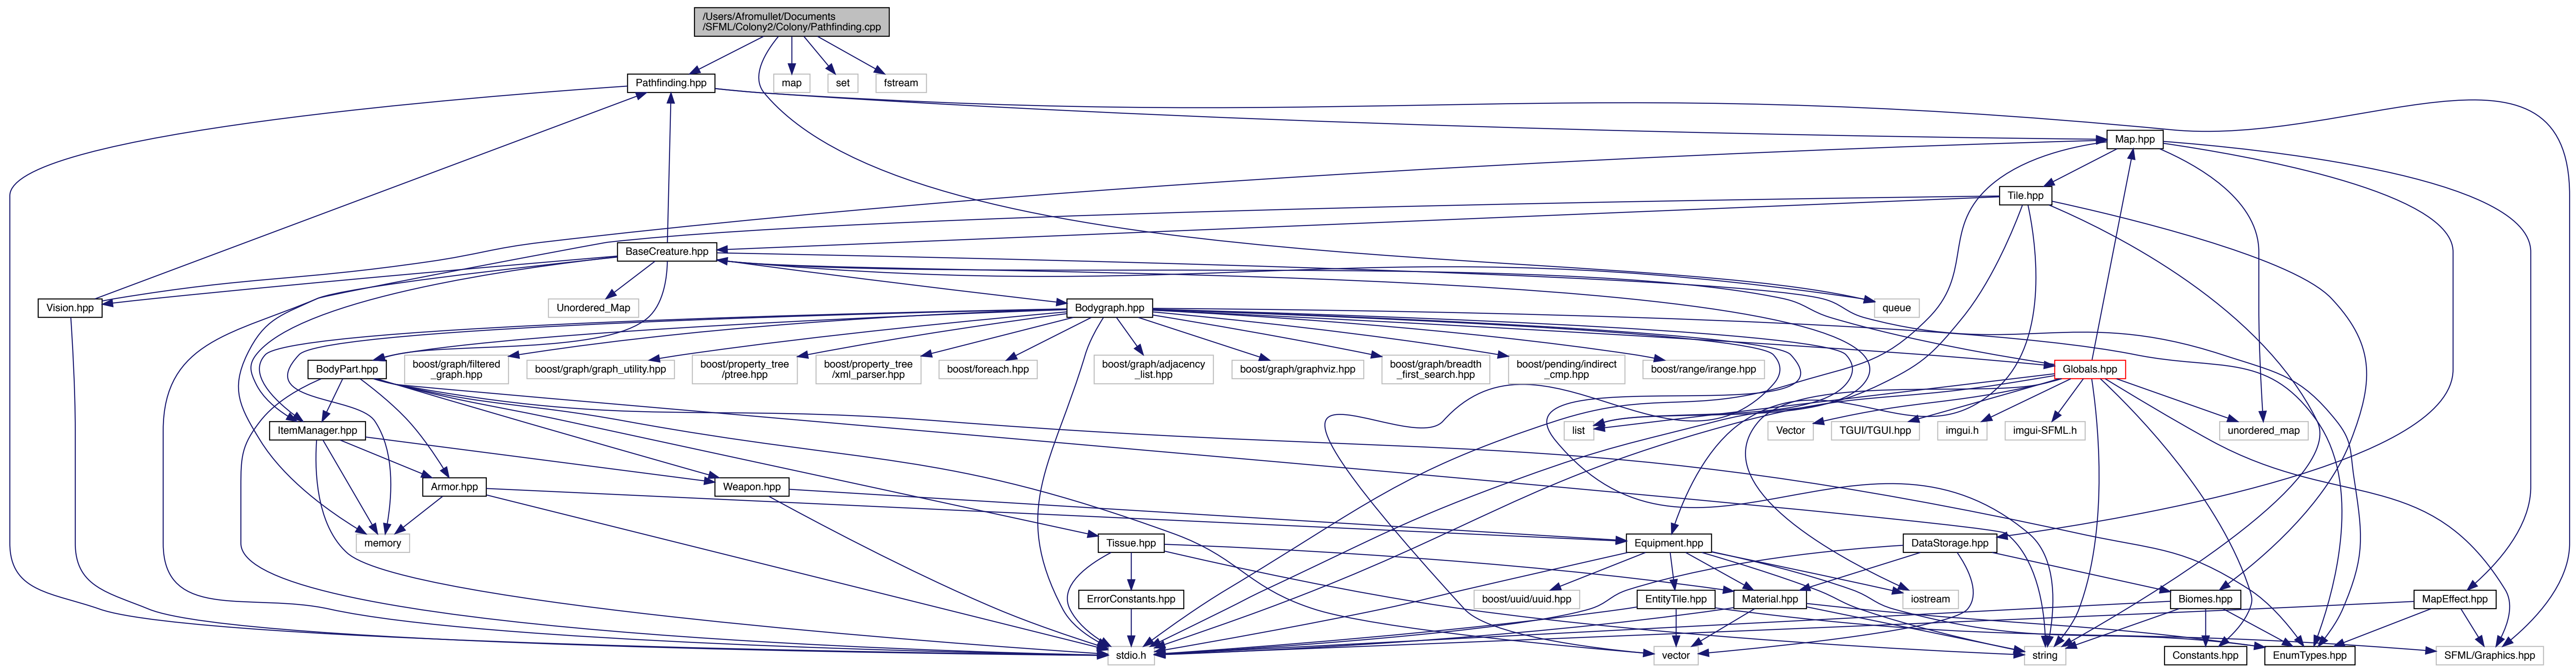 /Users/Afromullet/Documents
/SFML/Colony2/Colony/Pathfinding.cpp
Pathfinding.hpp
map
set
fstream
Map.hpp
Tile.hpp
BaseCreature.hpp
Vision.hpp
Unordered_Map
Bodygraph.hpp
queue
BodyPart.hpp
boost/graph/filtered
_graph.hpp
boost/graph/graph_utility.hpp
boost/property_tree
/ptree.hpp
boost/property_tree
/xml_parser.hpp
boost/foreach.hpp
boost/graph/adjacency
_list.hpp
boost/graph/graphviz.hpp
boost/graph/breadth
_first_search.hpp
boost/pending/indirect
_cmp.hpp
boost/range/irange.hpp
Globals.hpp
ItemManager.hpp
list
Vector
TGUI/TGUI.hpp
imgui.h
imgui-SFML.h
unordered_map
Armor.hpp
Weapon.hpp
memory
Tissue.hpp
Equipment.hpp
DataStorage.hpp
ErrorConstants.hpp
boost/uuid/uuid.hpp
EntityTile.hpp
Material.hpp
iostream
Biomes.hpp
MapEffect.hpp
stdio.h
vector
string
Constants.hpp
EnumTypes.hpp
SFML/Graphics.hpp